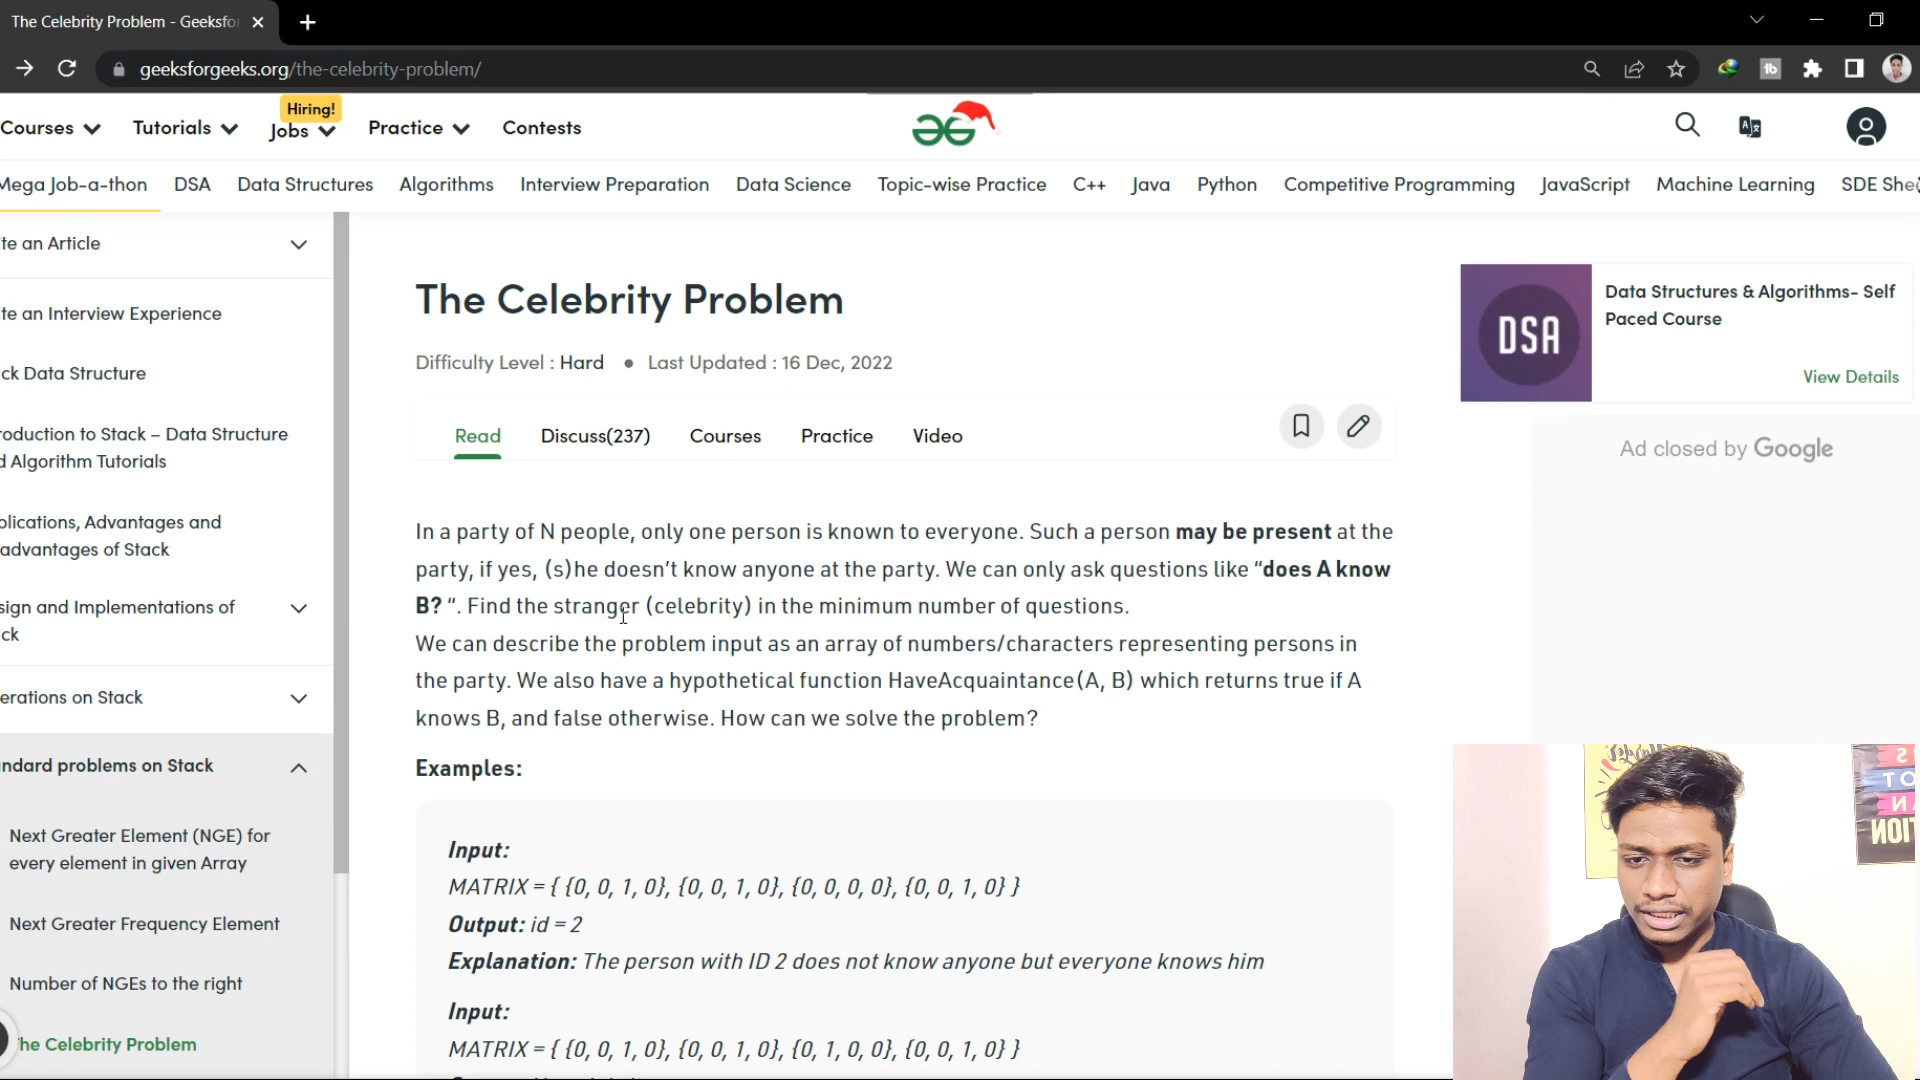 The Celebrity Problem - Geeksfo
geeksforgeeks.org/the-celebrity-problem/
Courses
Tutorials
Hiring!
Jobs
Practice
Contests
Mega Job-a-thon
DSA
Data Structures
Algorithms
Interview Preparation
Data Science
Topic-wise Practice
C++
Java
Python
Competitive Programming
JavaScript
Machine Learning
SDE She
te an Article
te an Interview Experience
ck Data Structure
roduction to Stack – Data Structure
d Algorithm Tutorials
plications, Advantages and
advantages of Stack
sign and Implementations of
ck
erations on Stack
ndard problems on Stack
Next Greater Element (NGE) for
every element in given Array
Next Greater Frequency Element
Number of NGEs to the right
he Celebrity Problem
The Celebrity Problem
Difficulty Level : Hard ● Last Updated : 16 Dec, 2022
Read
Discuss(237)
Courses
Practice
Video
In a party of N people, only one person is known to everyone. Such a person may be present at the
party, if yes, (s)he doesn't know anyone at the party. We can only ask questions like “does A know
B? “. Find the stranger (celebrity) in the minimum number of questions.
We can describe the problem input as an array of numbers/characters representing persons in
the party. We also have a hypothetical function HaveAcquaintance(A, B) which returns true if A
knows B, and false otherwise. How can we solve the problem?
Examples:
Input:
MATRIX = { {0, 0, 1, 0}, {0, 0, 1, 0}, {0, 0, 0, 0}, {0, 0, 1, 0} }
Output: id = 2
Explanation: The person with ID 2 does not know anyone but everyone knows him
Input:
MATRIX = { {0, 0, 1, 0}, {0, 0, 1, 0}, {0, 1, 0, 0}, {0, 0, 1, 0} }
DSA
Data Structures & Algorithms- Self
Paced Course
View Details
Ad closed by Google